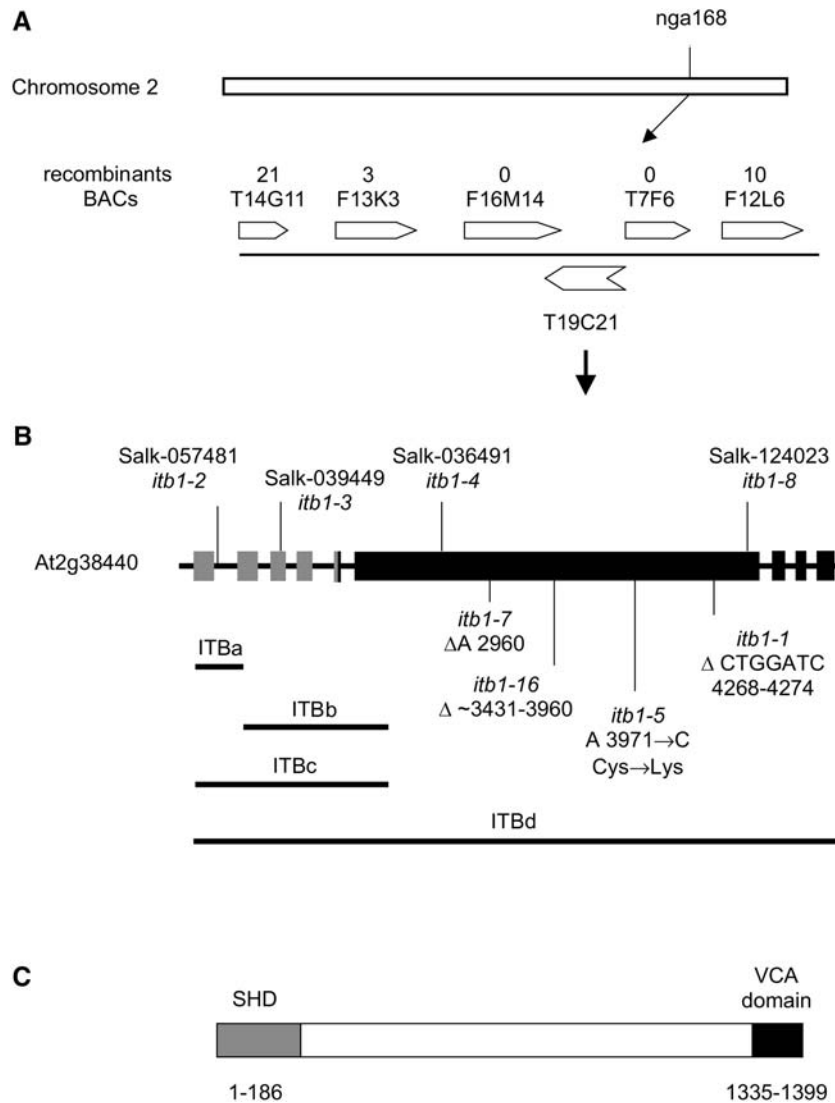 A
nga168
Chromosome 2
recombinants 21 3 0 0 10
BACs T14G11 F13K3 F16M14 T7F6 F12L6
T19C21
B
Salk-057481 Salk-039449 Salk-036491 Salk-124023
itb1-2 itb1-3 itb1-4 itb1-8
At2g38440
itb1-7
ΔA 2960
itb1-16
Δ ~3431-3960
itb1-5
A 3971→C
Cys→Lys
itb1-1
Δ CTGGATC
4268-4274
ITBa
ITBb
ITBc
ITBd
C
SHD
VCA
domain
1-186 1335-1399